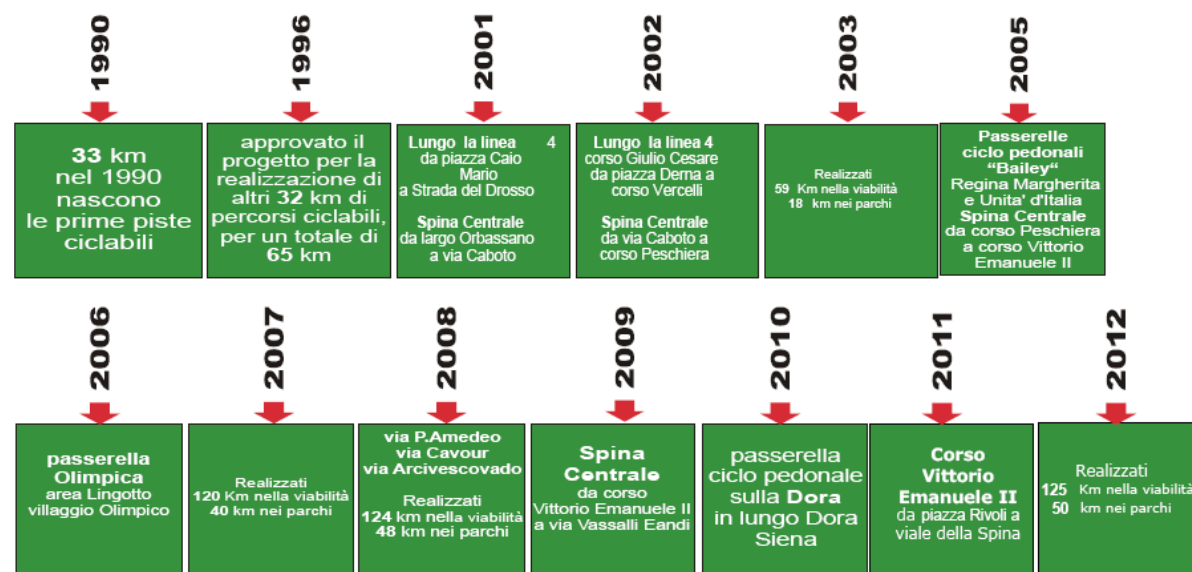 1990
33 km
nel 1990
nascono
le prime piste
ciclabili
1996
approvato il
progetto per la
realizzazione di
altri 32 km di
percorsi ciclabili,
per un totale di
65 km
2001
Lungo la linea 4
da piazza Caio
Mario
a Strada del Drosso
Spina Centrale
da largo Orbassano
a via Caboto
2002
Lungo la linea 4
corso Giulio Cesare
da piazza Derna a
corso Vercelli
Spina Centrale
da via Caboto a
corso Peschiera
2003
Realizzati
59 Km nella viabilità
18 km nei parchi
2005
Passerelle
ciclo pedonali
“Bailey“
Regina Margherita
e Unita' d'Italia
Spina Centrale
da corso Peschiera
a corso Vittorio
Emanuele II
2006
passerella
Olimpica
area Lingotto
villaggio Olimpico
2007
Realizzati
120 Km nella viabilità
40 km nei parchi
2008
via P.Amedeo
via Cavour
via Arcivescovado
Realizzati
124 km nella viabilità
48 km nei parchi
2009
Spina
Centrale
da corso
Vittorio Emanuele II
a via Vassalli Eandi
2010
passerella
ciclo pedonale
sulla Dora
in lungo Dora
Siena
2011
Corso
Vittorio
Emanuele II
da piazza Rivoli a
viale della Spina
2012
Realizzati
125 Km nella viabilità
50 km nei parchi